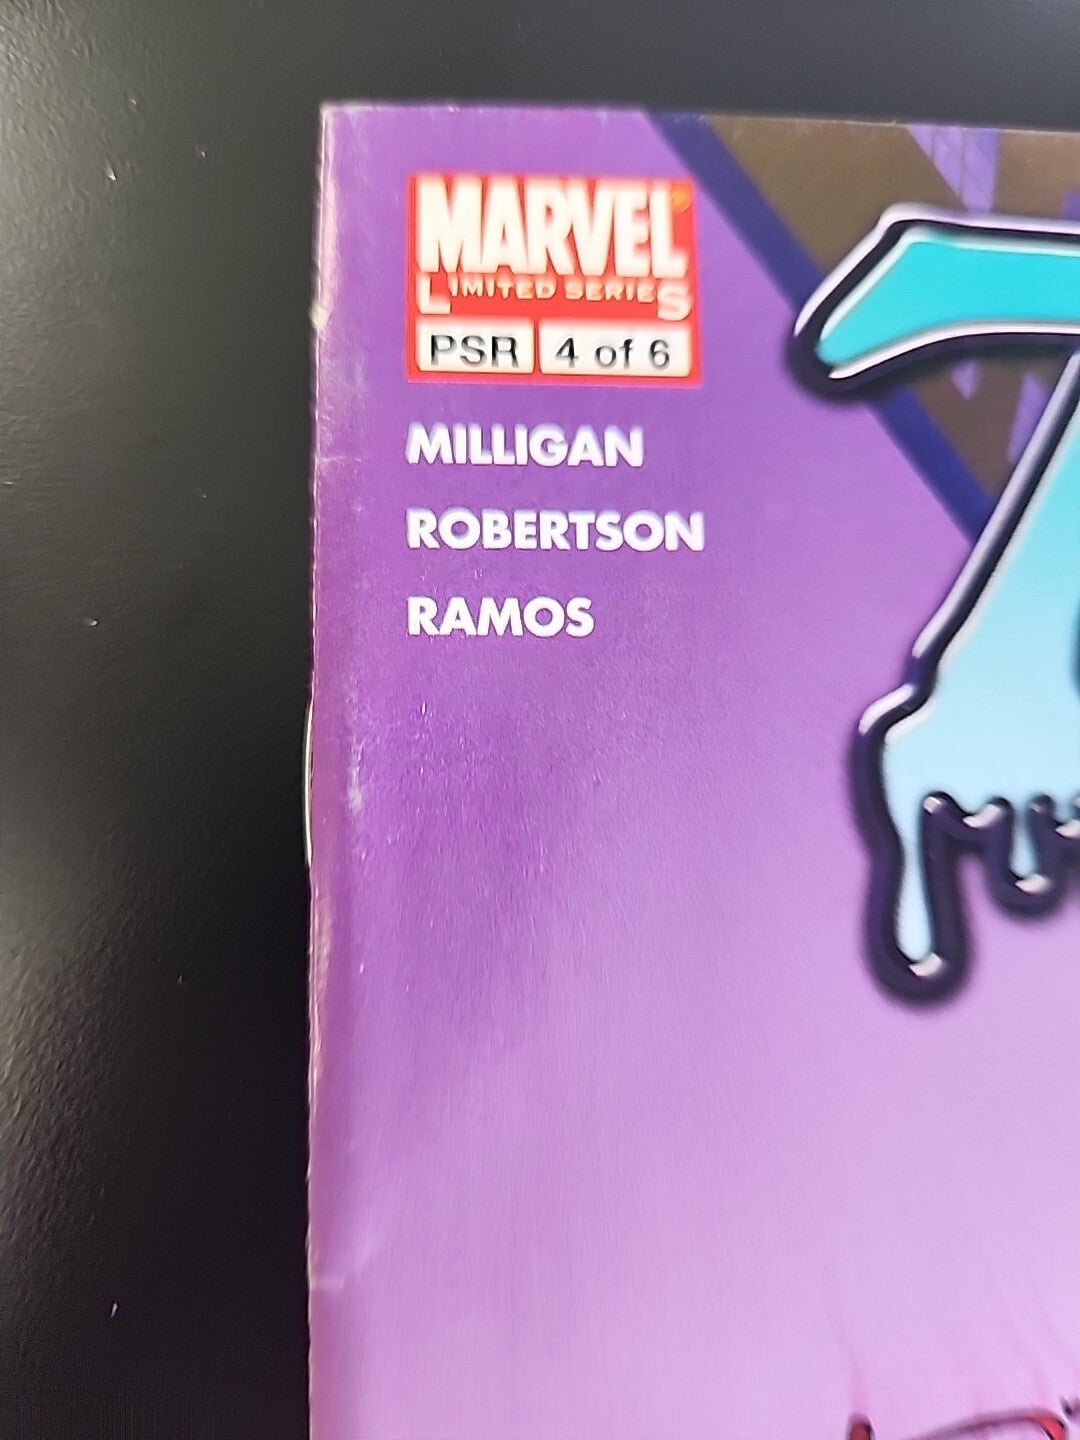 MARVEL
LIMITED SERIES
PSR 4 of 6
MILLIGAN
ROBERTSON
RAMOS